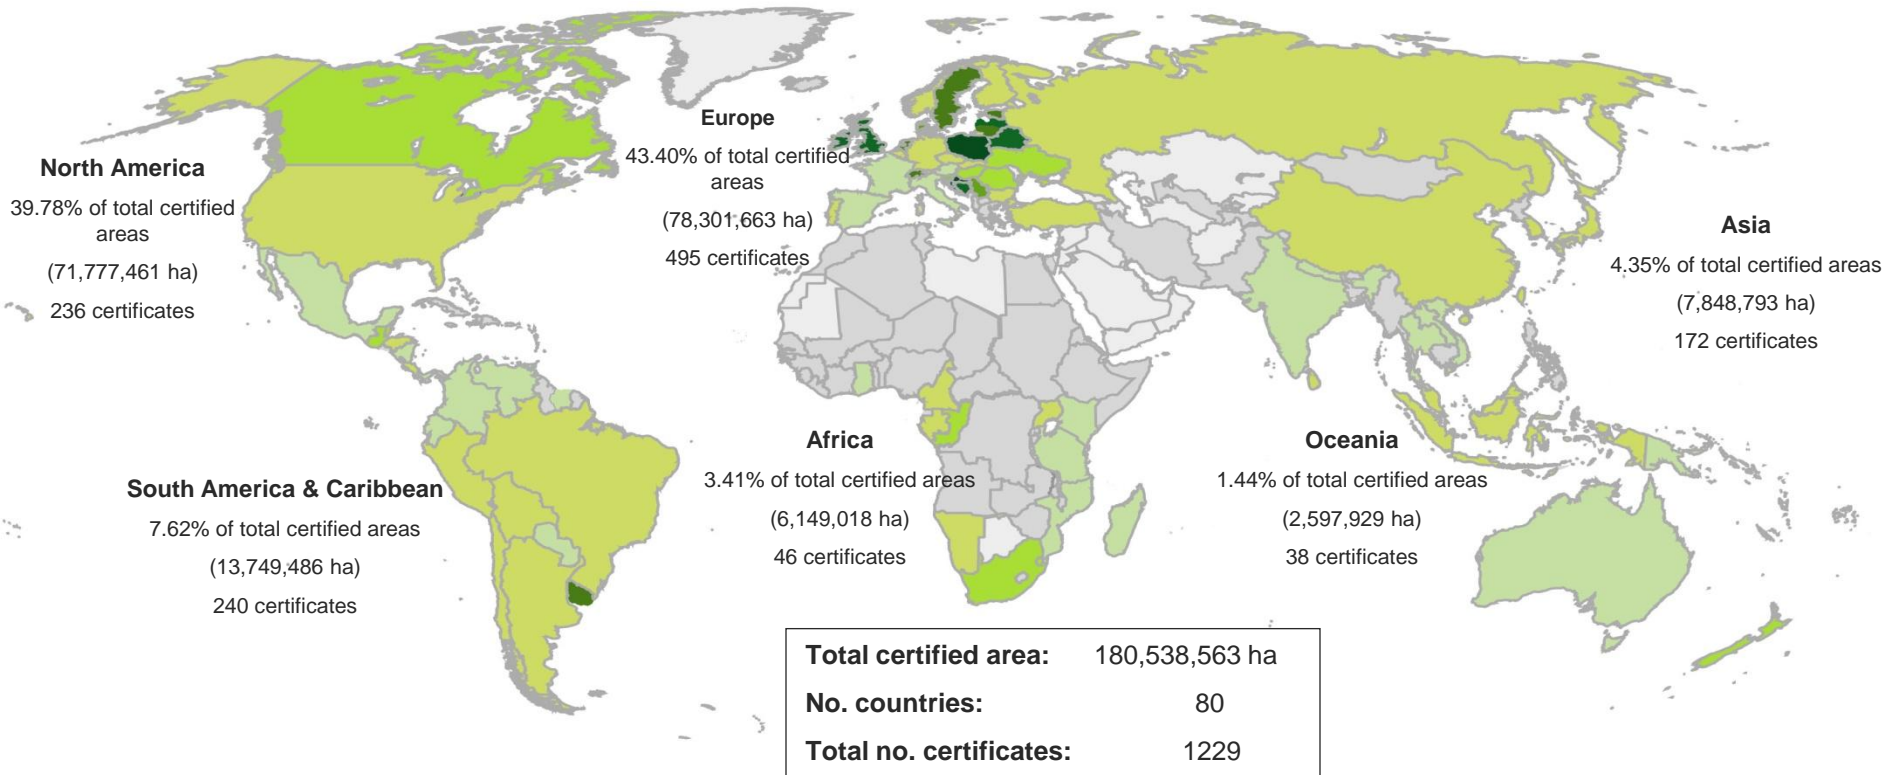 North America
39.78% of total certified
areas
(71,777,461 ha)
236 certificates
Europe
43.40% of total certified
areas
(78,301,663 ha)
495 certificates
Asia
4.35% of total certified areas
(7,848,793 ha)
172 certificates
South America & Caribbean
7.62% of total certified areas
(13,749,486 ha)
240 certificates
Africa
3.41% of total certified areas
(6,149,018 ha)
46 certificates
Oceania
1.44% of total certified areas
(2,597,929 ha)
38 certificates
Total certified area: 180,538,563 ha
No. countries: 80
Total no. certificates: 1229